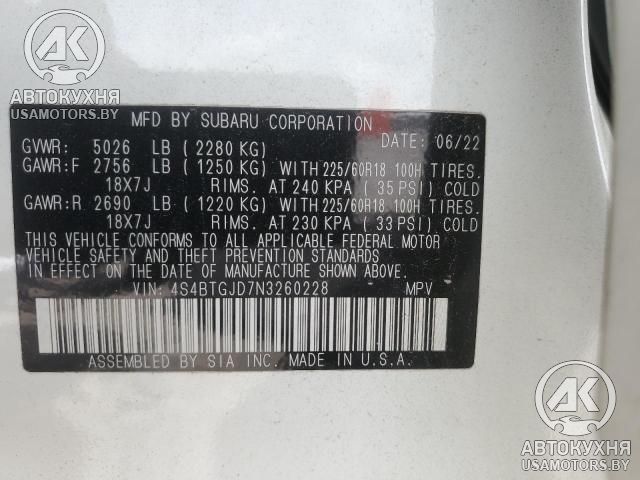 АК
АВТОКУХНЯ
USAMOTORS.BY
MFD BY SUBARU CORPORATION
GVWR: 5026 LB (2280 KG) DATE: 06/22
GAWR:F 2756 LB (1250 KG) WITH 225/60R18 100H TIRES.
18X7J RIMS. AT 240 KPA (35 PSI) COLD
GAWR:R 2690 LB (1220 KG) WITH 225/60R18 100H TIRES.
18X7J RIMS. AT 230 KPA (33 PSI) COLD
THIS VEHICLE CONFORMS TO ALL APPLICABLE FEDERAL MOTOR
VEHICLE SAFETY AND THEFT PREVENTION STANDARDS
IN EFFECT ON THE DATE OF MANUFACTURE SHOWN ABOVE.
VIN: 4S4BTGJD7N3260228 MPV
ASSEMBLED BY SIA INC. MADE IN U.S.A.
АК
АВТОКУХНЯ
USAMOTORS.BY